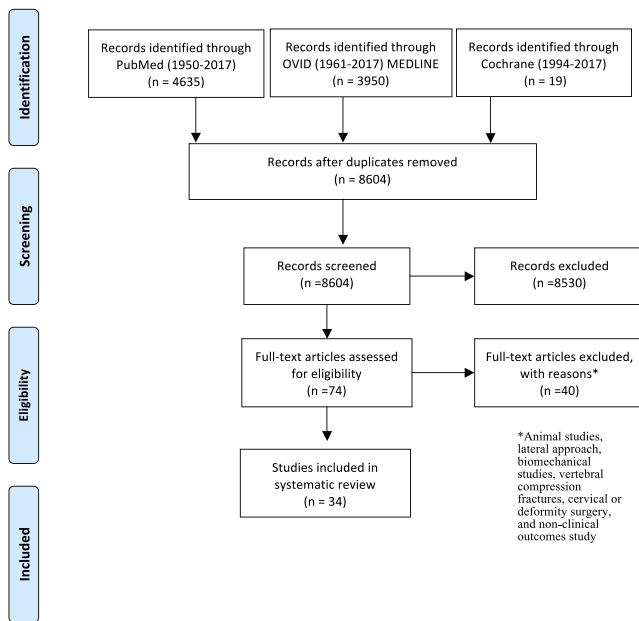 Identification
Records identified through
PubMed (1950-2017)
(n = 4635)
Records identified through
OVID (1961-2017) MEDLINE
(n = 3950)
Records identified through
Cochrane (1994-2017)
(n = 19)
Records after duplicates removed
(n = 8604)
Screening
Records screened
(n =8604)
Records excluded
(n =8530)
Eligibility
Full-text articles assessed
for eligibility
(n =74)
Full-text articles excluded,
with reasons*
(n =40)
*Animal studies,
lateral approach,
biomechanical
studies, vertebral
compression
fractures, cervical or
deformity surgery,
and non-clinical
outcomes study
Studies included in
systematic review
(n = 34)
Included